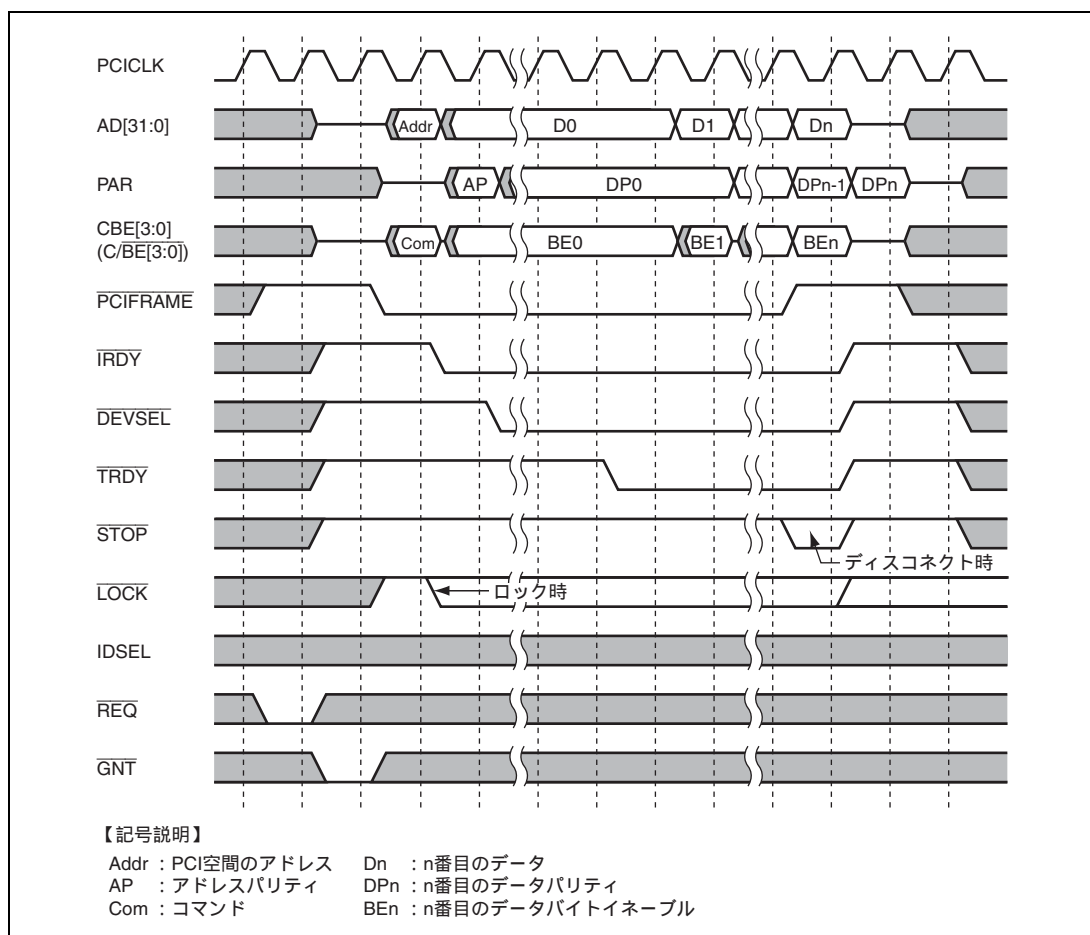 PCICLK
AD[31:0]
Addr
D0
D1
Dn
PAR
AP
DP0
DPn-1
DPn
CBE[3:0]
(C/BE[3:0])
Com
BE0
BE1
BEn
PCIFRAME
IRDY
DEVSEL
TRDY
STOP
ディスコネクト時
LOCK
ロック時
IDSEL
REQ
GNT
【記号説明】
Addr：PCI空間のアドレス Dn ：n番目のデータ
AP ：アドレスパリティ DPn ：n番目のデータパリティ
Com：コマンド BEn ：n番目のデータバイトイネーブル